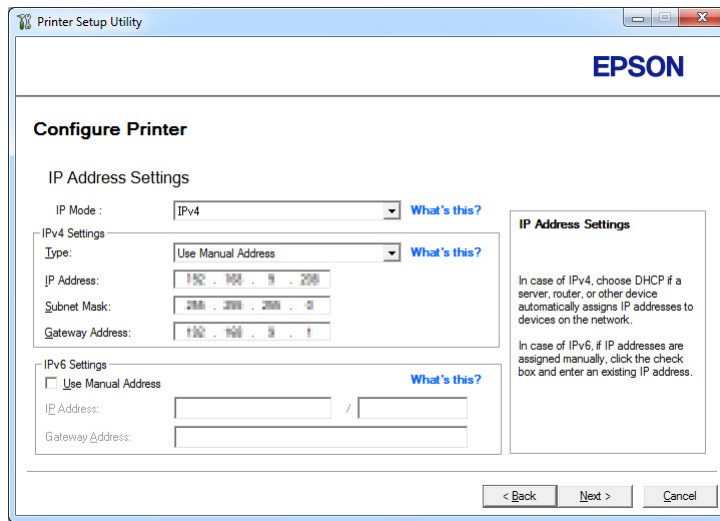 Printer Setup Utility
EPSON
Configure Printer
IP Address Settings
IP Mode : IPv4 What's this?
IPv4 Settings
Type: Use Manual Address What's this?
IP Address:
Subnet Mask:
Gateway Address:
IPv6 Settings
Use Manual Address What's this?
IP Address: /
Gateway Address:
IP Address Settings
In case of IPv4, choose DHCP if a
server, router, or other device
automatically assigns IP addresses to
devices on the network.
In case of IPv6, if IP addresses are
assigned manually, click the check
box and enter an existing IP address.
< Back Next > Cancel